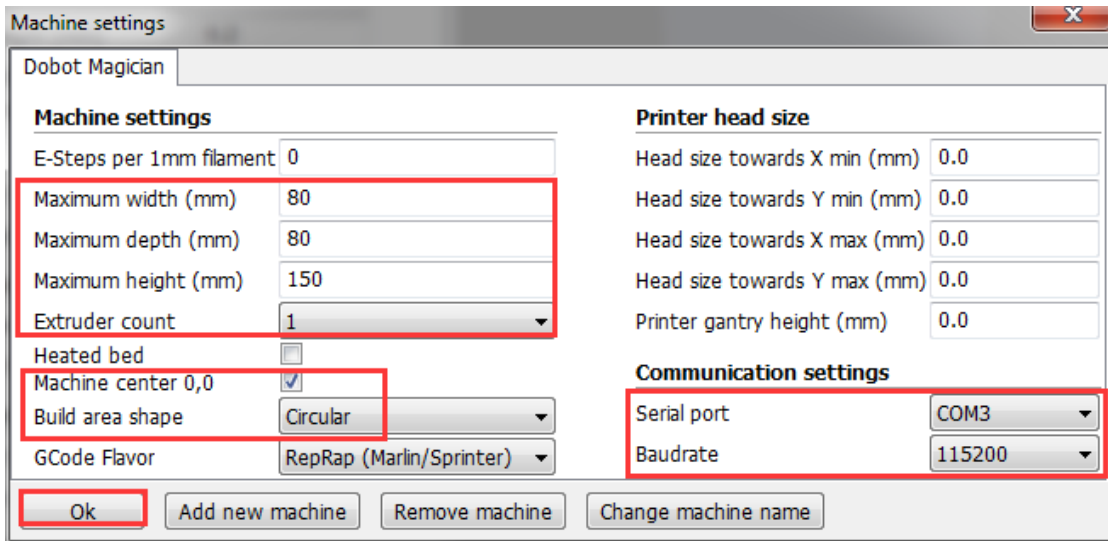 Machine settings
Dobot Magician
Machine settings
E-Steps per 1mm filament 0
Maximum width (mm) 80
Maximum depth (mm) 80
Maximum height (mm) 150
Extruder count 1
Heated bed
Machine center 0,0
Build area shape Circular
GCode Flavor RepRap (Marlin/Sprinter)
Printer head size
Head size towards X min (mm) 0.0
Head size towards Y min (mm) 0.0
Head size towards X max (mm) 0.0
Head size towards Y max (mm) 0.0
Printer gantry height (mm) 0.0
Communication settings
Serial port COM3
Baudrate 115200
Ok Add new machine Remove machine Change machine name